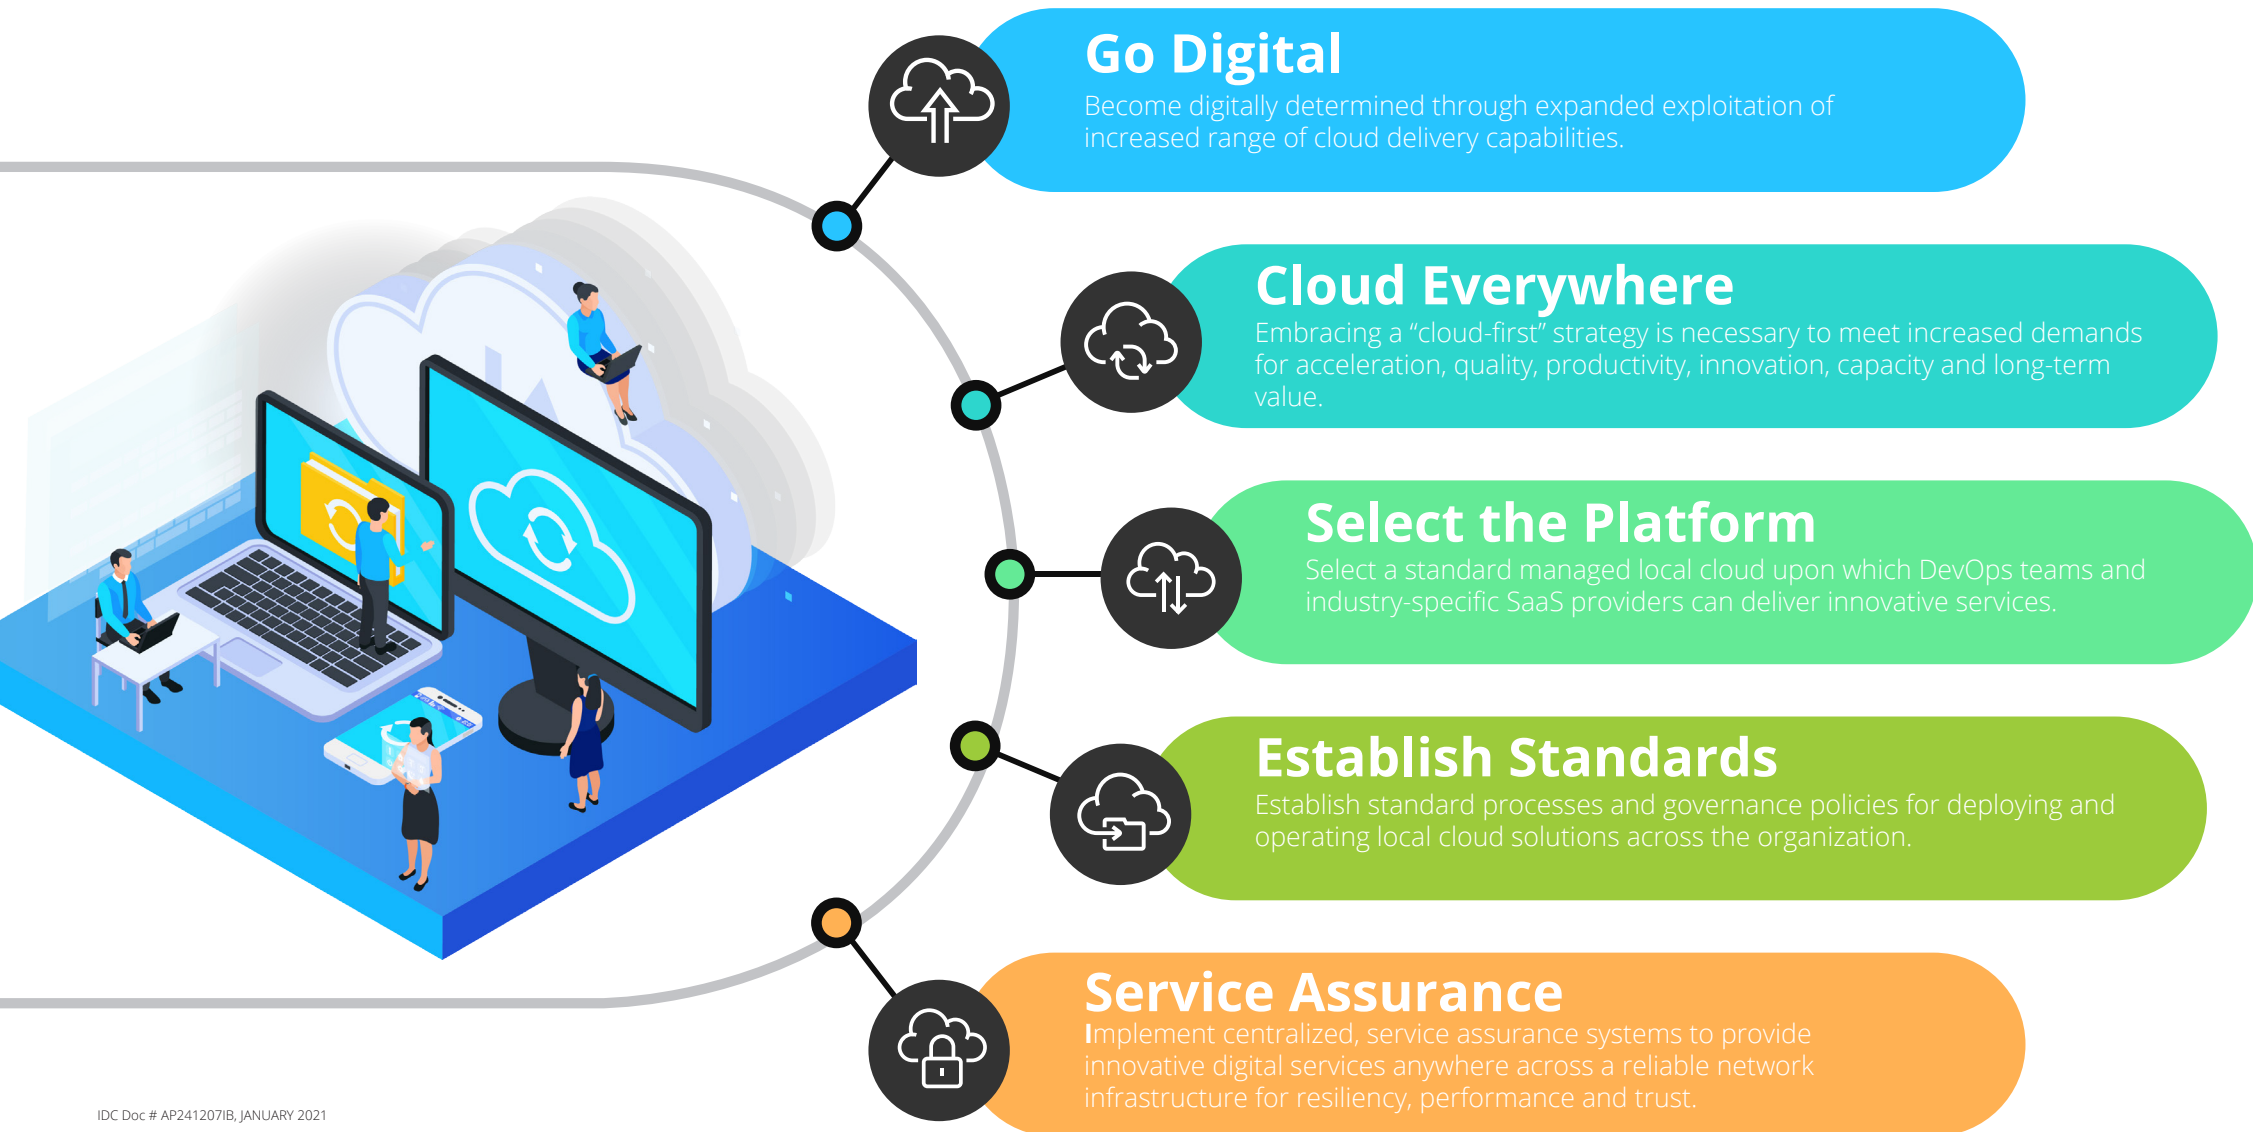 Go Digital
Become digitally determined through expanded exploitation of
increased range of cloud delivery capabilities.
Cloud Everywhere
Embracing a “cloud-first” strategy is necessary to meet increased demands
for acceleration, quality, productivity, innovation, capacity and long-term
value.
Select the Platform
Select a standard managed local cloud upon which DevOps teams and
industry-specific SaaS providers can deliver innovative services.
Establish Standards
Establish standard processes and governance policies for deploying and
operating local cloud solutions across the organization.
Service Assurance
Implement centralized, service assurance systems to provide
innovative digital services anywhere across a reliable network
infrastructure for resiliency, performance and trust.
IDC Doc # AP241207IB, JANUARY 2021